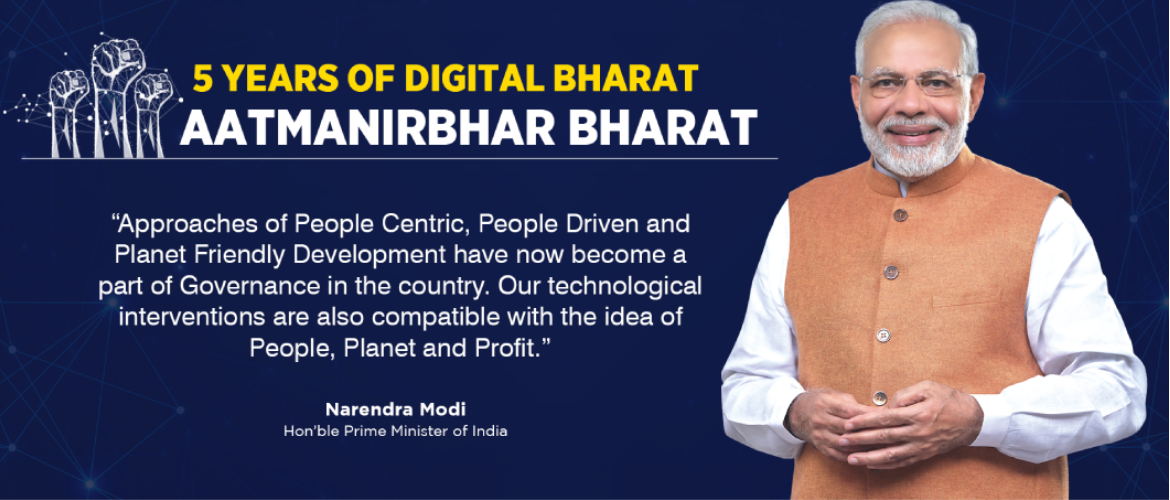 5 YEARS OF DIGITAL BHARAT
AATMANIRBHAR BHARAT
“Approaches of People Centric, People Driven and
Planet Friendly Development have now become a
part of Governance in the country. Our technological
interventions are also compatible with the idea of
People, Planet and Profit.”
Narendra Modi
Hon'ble Prime Minister of India